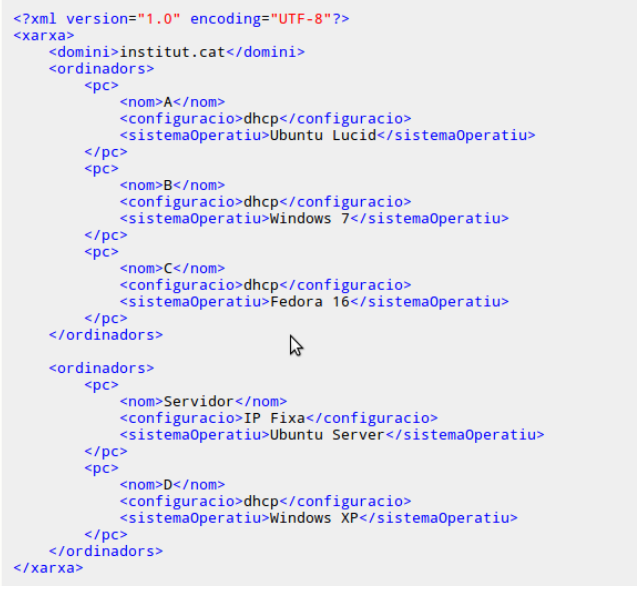 <?xml version="1.0" encoding="UTF-8"?>
<xarxa>
    <domini>institut.cat</domini>
    <ordinadors>
        <pc>
            <nom>A</nom>
            <configuracio>dhcp</configuracio>
            <sistemaOperatiu>Ubuntu Lucid</sistemaOperatiu>
        </pc>
        <pc>
            <nom>B</nom>
            <configuracio>dhcp</configuracio>
            <sistemaOperatiu>Windows 7</sistemaOperatiu>
        </pc>
        <pc>
            <nom>C</nom>
            <configuracio>dhcp</configuracio>
            <sistemaOperatiu>Fedora 16</sistemaOperatiu>
        </pc>
    </ordinadors>

    <ordinadors>
        <pc>
            <nom>Servidor</nom>
            <configuracio>IP Fixa</configuracio>
            <sistemaOperatiu>Ubuntu Server</sistemaOperatiu>
        </pc>
        <pc>
            <nom>D</nom>
            <configuracio>dhcp</configuracio>
            <sistemaOperatiu>Windows XP</sistemaOperatiu>
        </pc>
    </ordinadors>
</xarxa>